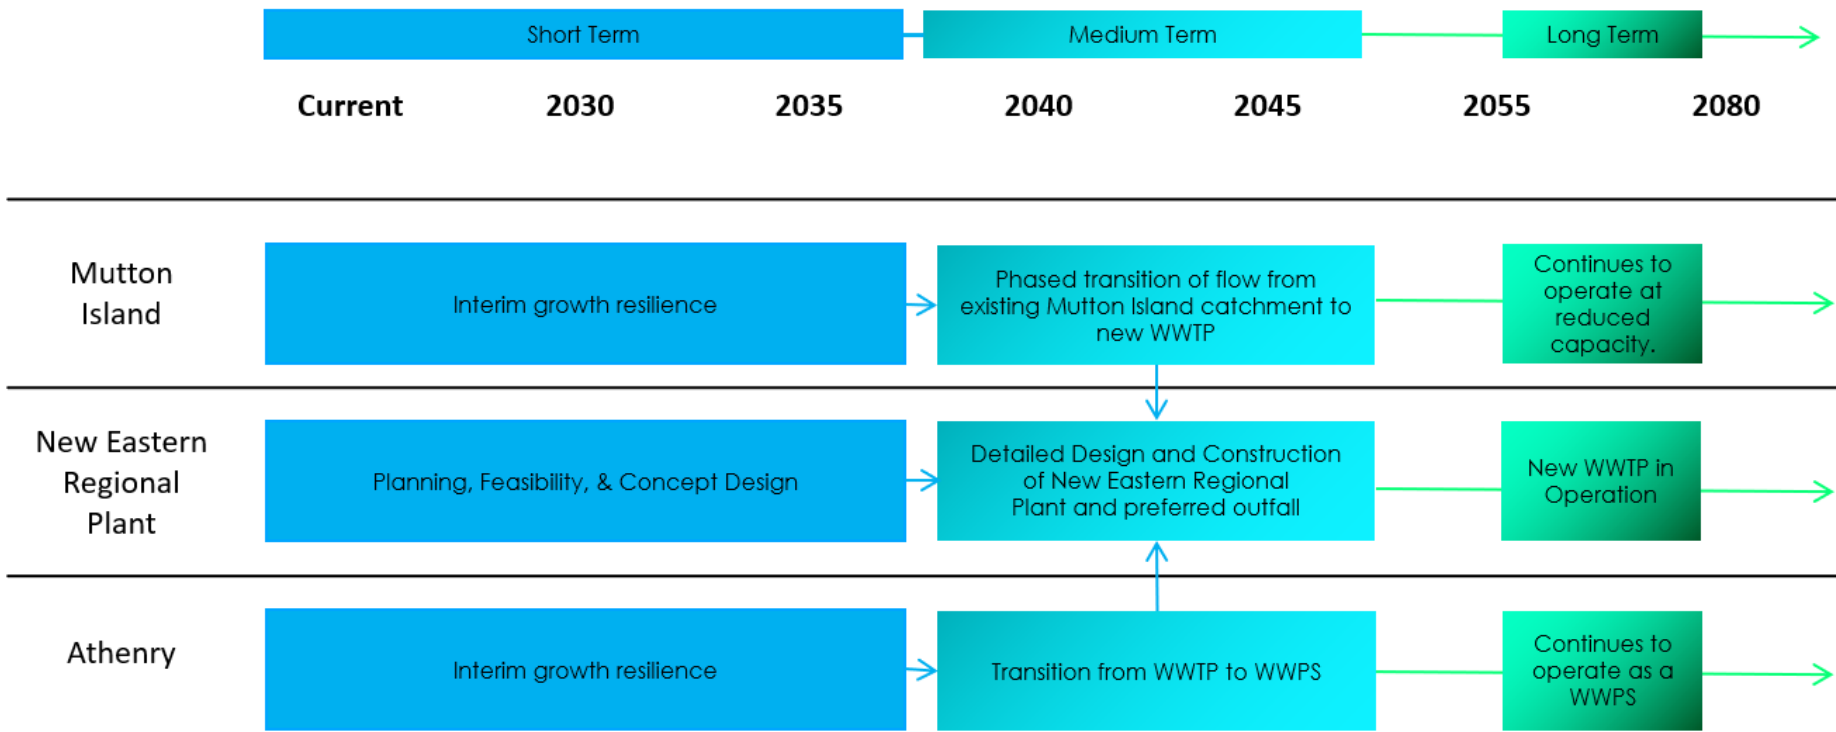 Short Term
Medium Term
Long Term
Current
2030
2035
2040
2045
2055
2080
Mutton
Island
Interim growth resilience
Phased transition of flow from
existing Mutton Island catchment to
new WWTP
Continues to
operate at
reduced
capacity.
New Eastern
Regional
Plant
Planning, Feasibility, & Concept Design
Detailed Design and Construction
of New Eastern Regional
Plant and preferred outfall
New WWTP in
Operation
Athenry
Interim growth resilience
Transition from WWTP to WWPS
Continues to
operate as a
WWPS